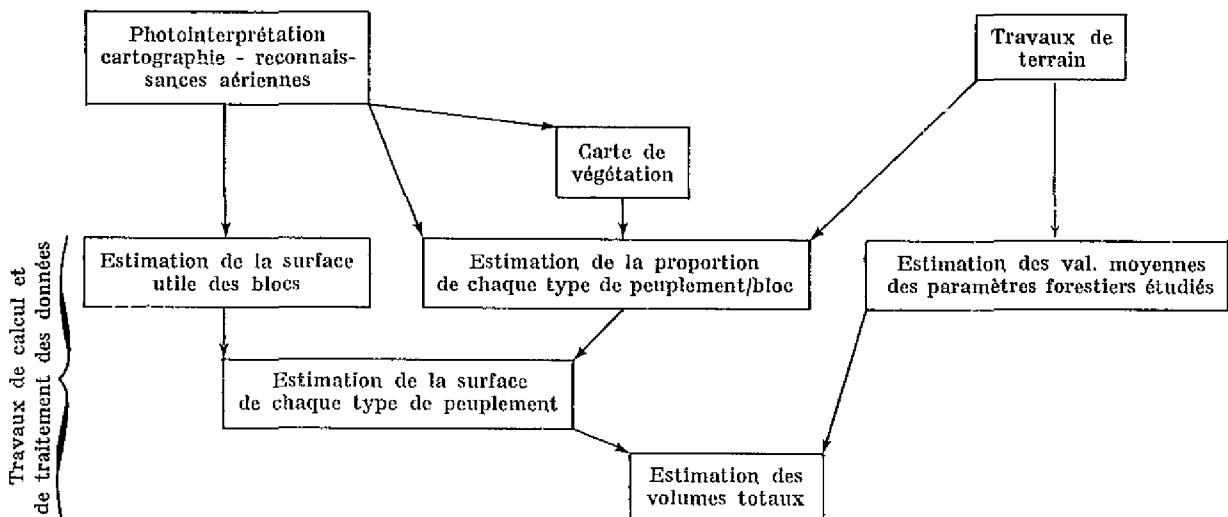 Photointerprétation
cartographie - reconnais-
sances aériennes
Travaux de
terrain
Carte de
végétation
Travaux de calcul et
de traitement des données
Estimation de la surface
utile des blocs
Estimation de la proportion
de chaque type de peuplement/bloc
Estimation des val. moyennes
des paramètres forestiers étudiés
Estimation de la surface
de chaque type de peuplement
Estimation des
volumes totaux